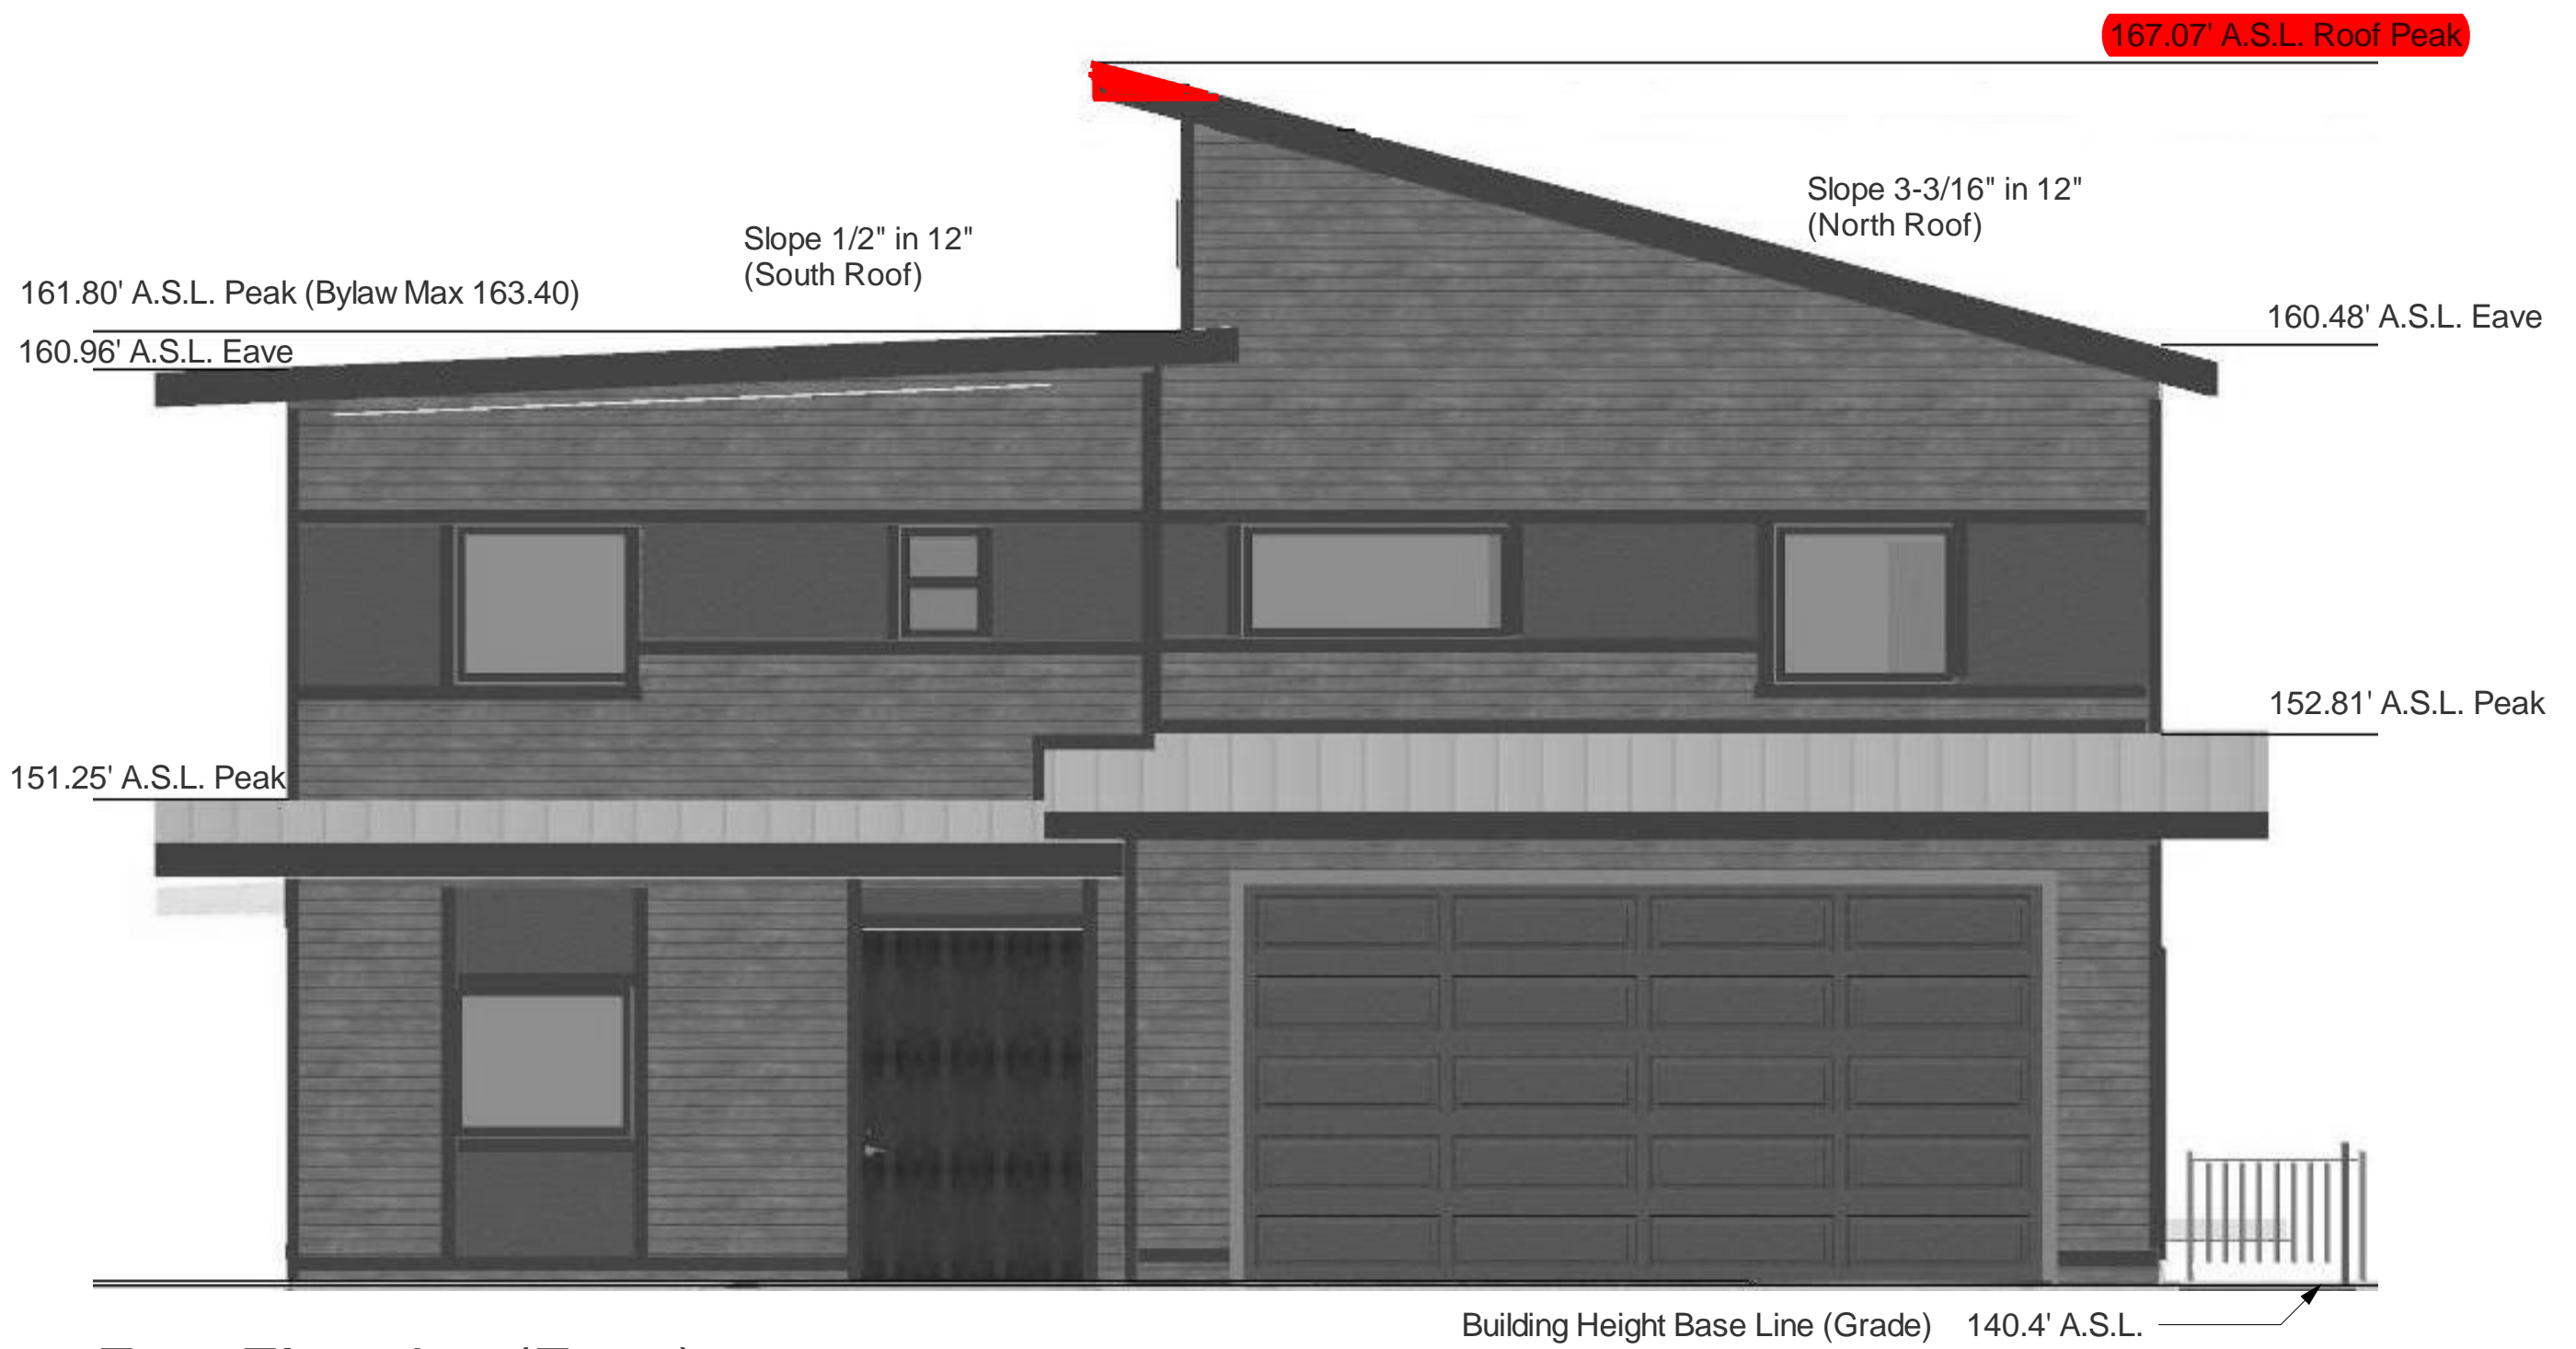 167.07' A.S.L. Roof Peak
Slope 3-3/16" in 12"
(North Roof)
Slope 1/2" in 12"
(South Roof)
161.80' A.S.L. Peak (Bylaw Max 163.40)
160.48' A.S.L. Eave
160.96' A.S.L. Eave
152.81' A.S.L. Peak
151.25' A.S.L. Peak
Building Height Base Line (Grade) 140.4' A.S.L.